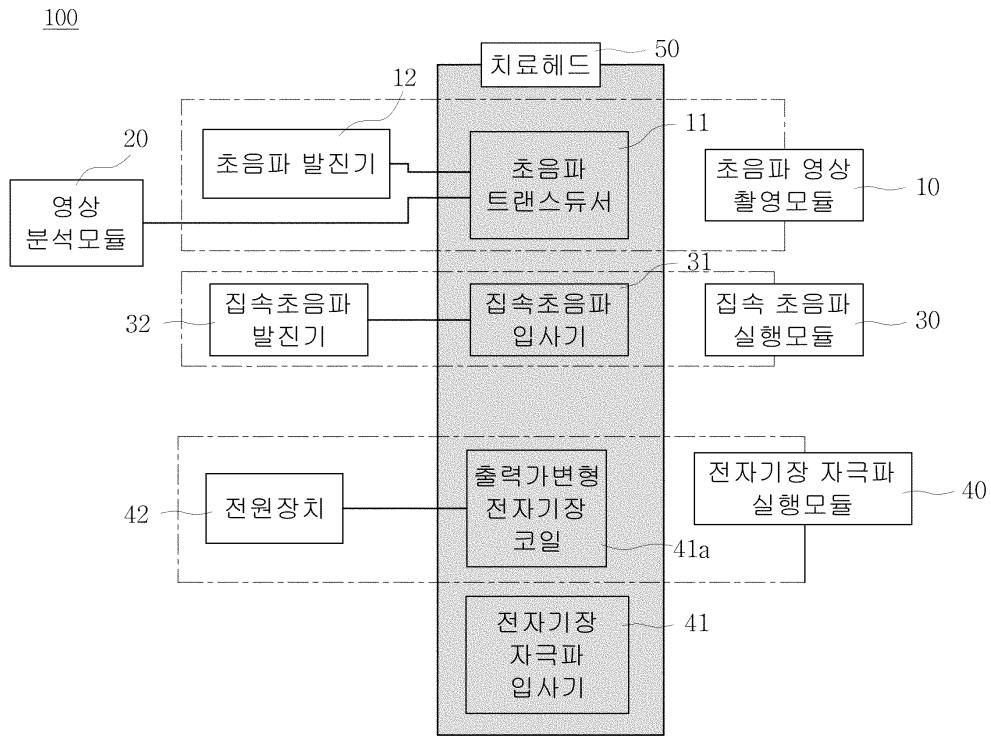 100
50
치료헤드
12
11
20
초음파 발진기
초음파
트랜스듀서
초음파 영상
촬영모듈
10
영상
분석모듈
31
32
집속초음파
발진기
집속초음파
입사기
집속 초음파
실행모듈
30
출력가변형
전자기장
코일
전자기장 자극파
실행모듈
40
42
전원장치
41a
전자기장
자극파
입사기
41